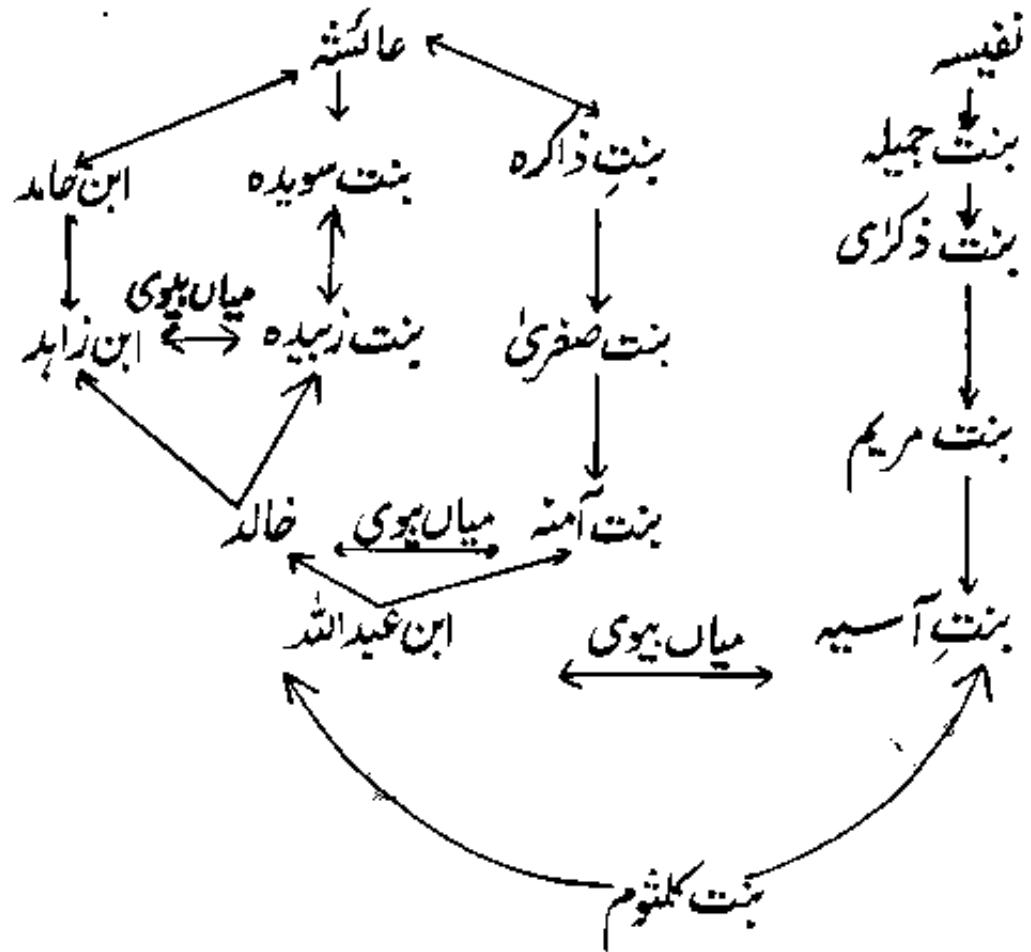 عائشہ نفیسہ
ابن حامد بنت سویدہ بنتِ ذاکرہ بنت جمیلہ
بنت ذکرٰی
میاں بیوی
ابن زاہد بنت زبیدہ بنت صغریٰ
بنت مریم
خالد میاں بیوی بنت آمنہ
ابن عبداللہ میاں بیوی بنتِ آسیہ
بنت کلثوم